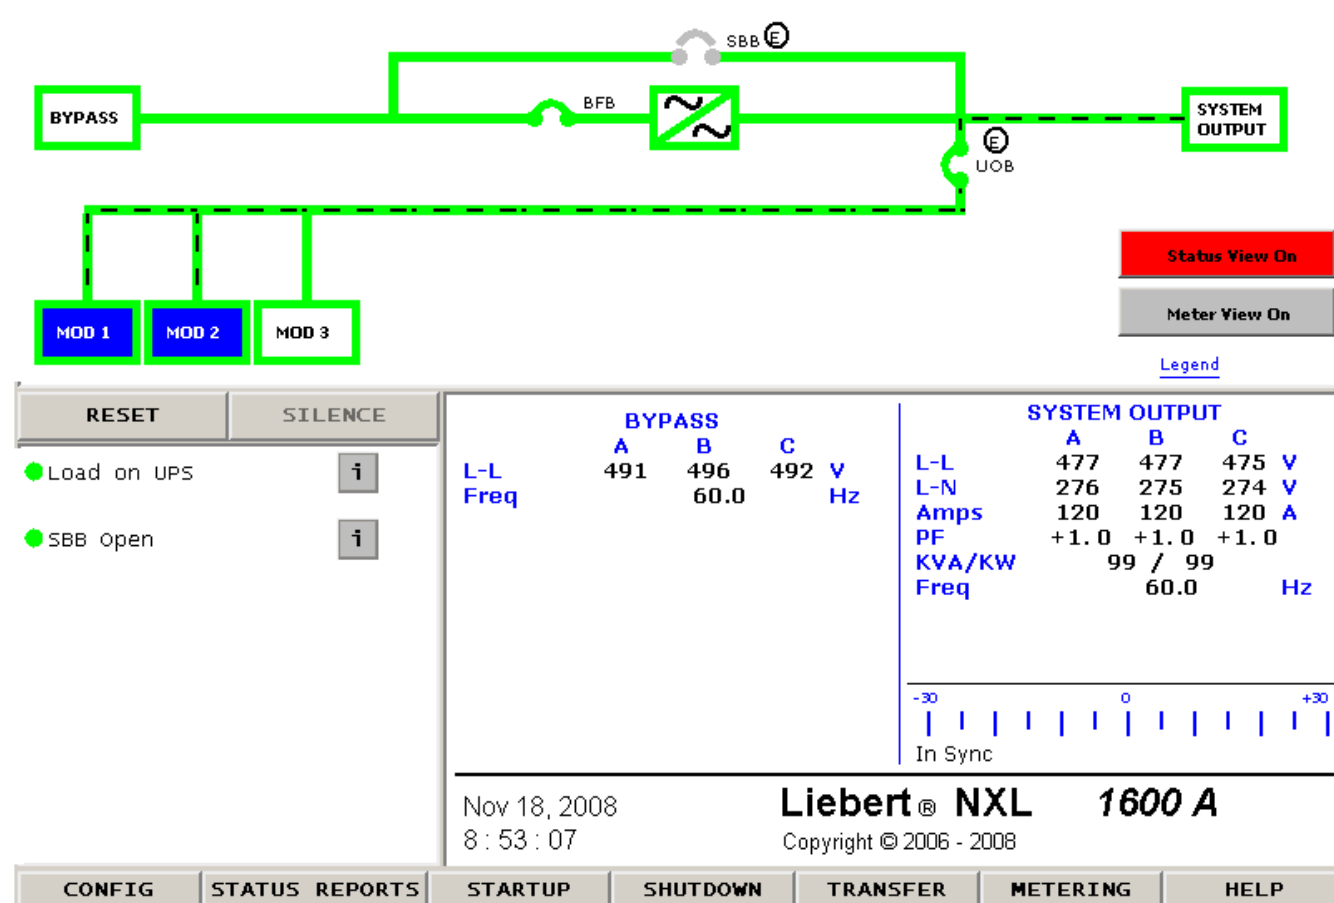 SBB E
BFB
BYPASS
SYSTEM
OUTPUT
E
UOB
Status View On
Meter View On
Legend
MOD 1 MOD 2 MOD 3
RESET SILENCE
Load on UPS i
SBB Open i
BYPASS
A B C
L-L 491 496 492 V
Freq 60.0 Hz
SYSTEM OUTPUT
A B C
L-L 477 477 475 V
L-N 276 275 274 V
Amps 120 120 120 A
PF +1.0 +1.0 +1.0
KVA/KW 99 / 99
Freq 60.0 Hz
-30 0 +30
In Sync
Nov 18, 2008
8 : 53 : 07
Liebert ® NXL 1600 A
Copyright © 2006 - 2008
CONFIG STATUS REPORTS STARTUP SHUTDOWN TRANSFER METERING HELP